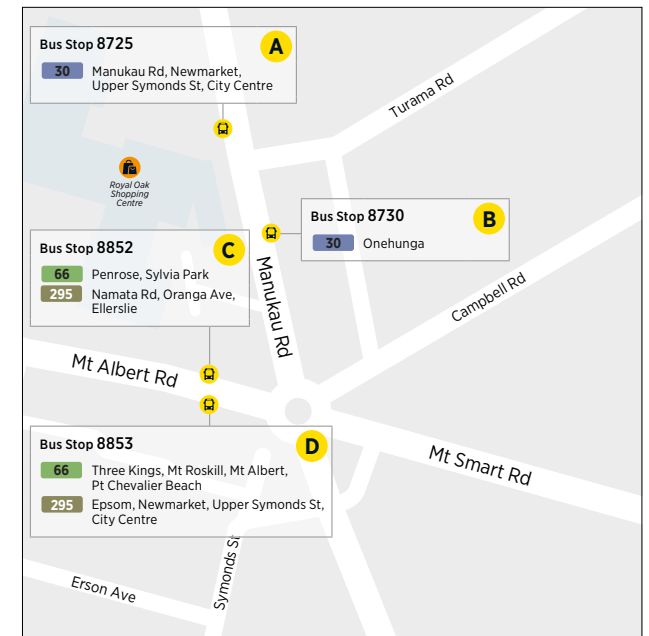 Bus Stop 8725
A
30 Manukau Rd, Newmarket,
Upper Symonds St, City Centre
Turama Rd
Royal Oak
Shopping
Centre
Bus Stop 8730
B
30 Onehunga
Bus Stop 8852
C
66 Penrose, Sylvia Park
295 Namata Rd, Oranga Ave,
Ellerslie
Manukau Rd
Campbell Rd
Mt Albert Rd
Bus Stop 8853
D
66 Three Kings, Mt Roskill, Mt Albert,
Pt Chevalier Beach
295 Epsom, Newmarket, Upper Symonds St,
City Centre
Mt Smart Rd
Symonds St
Erson Ave